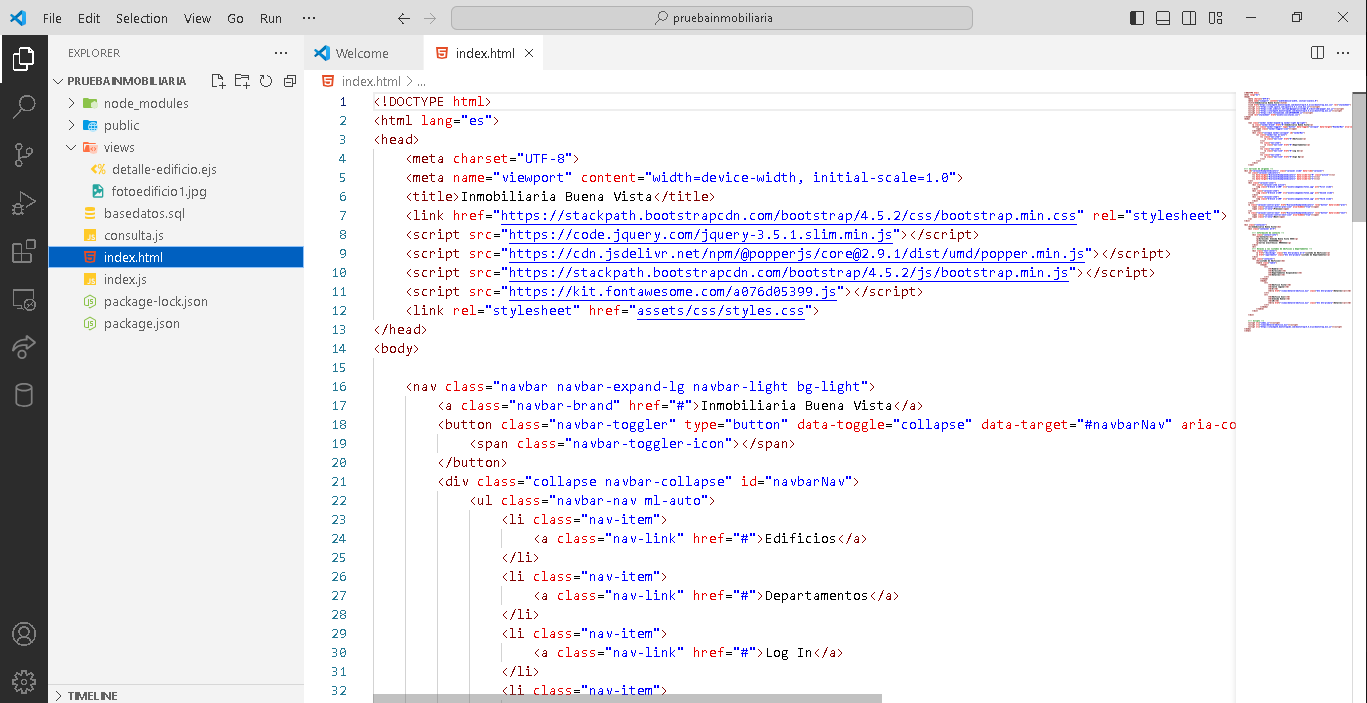 File Edit Selection View Go Run ··· pruebainmobiliaria
EXPLORER ···
PRUEBAINMOBILIARIA
node_modules
public
views
detalle-edificio.ejs
fotoedificio1.jpg
basedatos.sql
JS consulta.js
index.html
JS index.js
package-lock.json
package.json
TIMELINE
Welcome index.html ···
index.html > ...
1 <!DOCTYPE html>
2 <html lang="es">
3 <head>
4 <meta charset="UTF-8">
5 <meta name="viewport" content="width=device-width, initial-scale=1.0">
6 <title>Inmobiliaria Buena Vista</title>
7 <link href="https://stackpath.bootstrapcdn.com/bootstrap/4.5.2/css/bootstrap.min.css" rel="stylesheet">
8 <script src="https://code.jquery.com/jquery-3.5.1.slim.min.js"></script>
9 <script src="https://cdn.jsdelivr.net/npm/@popperjs/core@2.9.1/dist/umd/popper.min.js"></script>
10 <script src="https://stackpath.bootstrapcdn.com/bootstrap/4.5.2/js/bootstrap.min.js"></script>
11 <script src="https://kit.fontawesome.com/a076d05399.js"></script>
12 <link rel="stylesheet" href="assets/css/styles.css">
13 </head>
14 <body>
15
16 <nav class="navbar navbar-expand-lg navbar-light bg-light">
17 <a class="navbar-brand" href="#">Inmobiliaria Buena Vista</a>
18 <button class="navbar-toggler" type="button" data-toggle="collapse" data-target="#navbarNav" aria-co
19 <span class="navbar-toggler-icon"></span>
20 </button>
21 <div class="collapse navbar-collapse" id="navbarNav">
22 <ul class="navbar-nav ml-auto">
23 <li class="nav-item">
24 <a class="nav-link" href="#">Edificios</a>
25 </li>
26 <li class="nav-item">
27 <a class="nav-link" href="#">Departamentos</a>
28 </li>
29 <li class="nav-item">
30 <a class="nav-link" href="#">Log In</a>
31 </li>
32 <li class="nav-item">